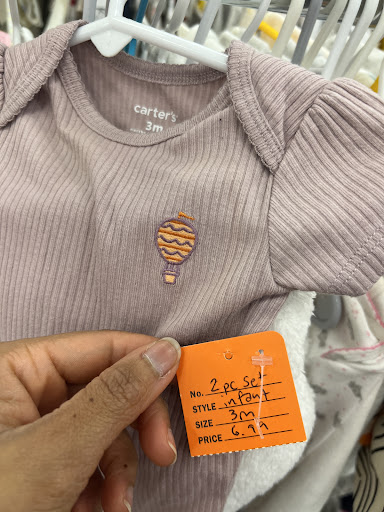 carter's
3m
No. 2 pc set
STYLE infant
SIZE 3m
PRICE 6.99